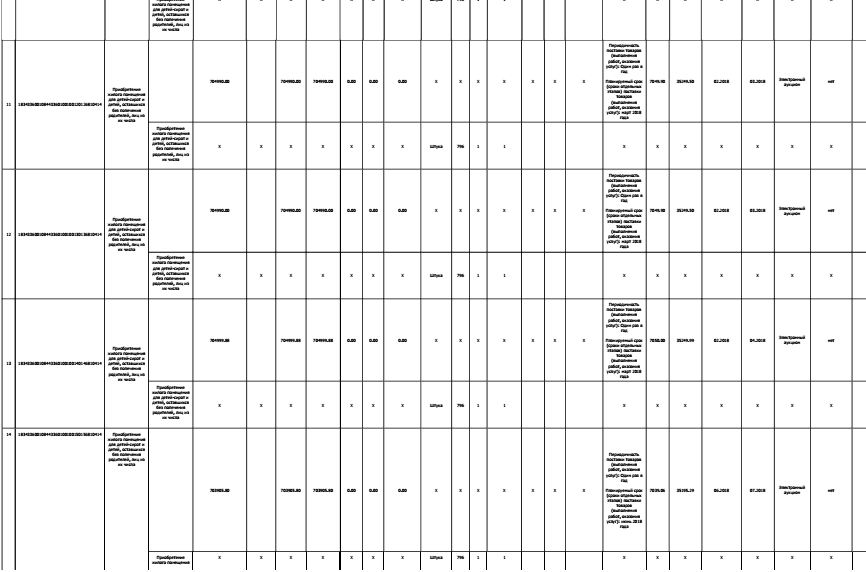 Приобретение
жилого помещения
для детей-сирот и
детей, оставшихся
без попечения
родителей, лиц из
их числа
X X X X X X X Штука 796 1 1 X X X X X X X
11
Приобретение
жилого помещения
для детей-сирот и
детей, оставшихся
без попечения
родителей, лиц из
их числа
704990.00 704990.00 704990.00 0.00 0.00 0.00 X X X X X X X
Периодичность
поставки товаров
(выполнения
работ, оказания
услуг): Один раз в
год
Планируемый срок
(сроки отдельных
этапов) поставки
товаров
(выполнения
работ, оказания
услуг): март 2018
года
7049.90 35249.50 02.2018 03.2018
Электронный
аукцион
нет
Приобретение
жилого помещения
для детей-сирот и
детей, оставшихся
без попечения
родителей, лиц из
их числа
X X X X X X Штука 796 1 1 X X X X X X X
12
Приобретение
жилого помещения
для детей-сирот и
детей, оставшихся
без попечения
родителей, лиц из
их числа
704990.00 704990.00 704990.00 0.00 0.00 0.00 X X X X X X X
Периодичность
поставки товаров
(выполнения
работ, оказания
услуг): Один раз в
год
Планируемый срок
(сроки отдельных
этапов) поставки
товаров
(выполнения
работ, оказания
услуг): март 2018
года
7049.90 35249.50 02.2018 03.2018
Электронный
аукцион
нет
Приобретение
жилого помещения
для детей-сирот и
детей, оставшихся
без попечения
родителей, лиц из
их числа
X X X X X X Штука 796 1 1 X X X X X X X
13
Приобретение
жилого помещения
для детей-сирот и
детей, оставшихся
без попечения
родителей, лиц из
их числа
704999.88 704999.88 704999.88 0.00 0.00 0.00 X X X X X X X
Периодичность
поставки товаров
(выполнения
работ, оказания
услуг): Один раз в
год
Планируемый срок
(сроки отдельных
этапов) поставки
товаров
(выполнения
работ, оказания
услуг): март 2018
года
7050.00 35249.99 02.2018 04.2018
Электронный
аукцион
нет
Приобретение
жилого помещения
для детей-сирот и
детей, оставшихся
без попечения
родителей, лиц из
их числа
X X X X X X Штука 796 1 1 X X X X X X X
14
Приобретение
жилого помещения
для детей-сирот и
детей, оставшихся
без попечения
родителей, лиц из
их числа
703905.80 703905.80 703905.80 0.00 0.00 0.00 X X X X X X X
Периодичность
поставки товаров
(выполнения
работ, оказания
услуг): Один раз в
год
Планируемый срок
(сроки отдельных
этапов) поставки
товаров
(выполнения
работ, оказания
услуг): июнь 2018
года
7039.06 35195.29 06.2018 07.2018
Электронный
аукцион
нет
Приобретение
жилого помещения
X X X X X X Штука 796 1 1 X X X X X X X